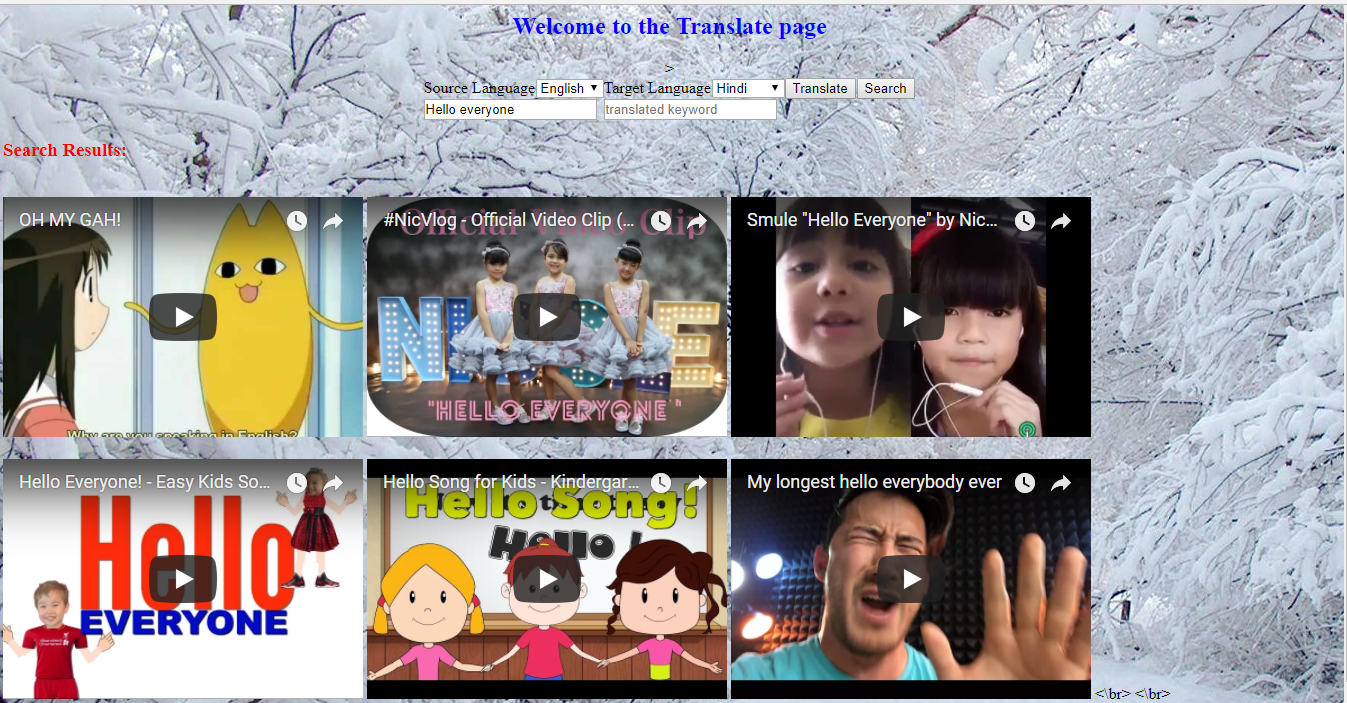 Welcome to the Translate page
>
Source Language English Target Language Hindi Translate Search
Hello everyone translated keyword
Search Results:
OH MY GAH!
Why are you speaking in English?
#NicVlog - Official Video Clip (...
Official Video Clip
"HELLO EVERYONE"
Smule "Hello Everyone" by Nic...
Hello Everyone! - Easy Kids So...
Hello
EVERYONE
Hello Song for Kids - Kindergar...
Hello Song!
Hello !
My longest hello everybody ever
<\br> <\br>